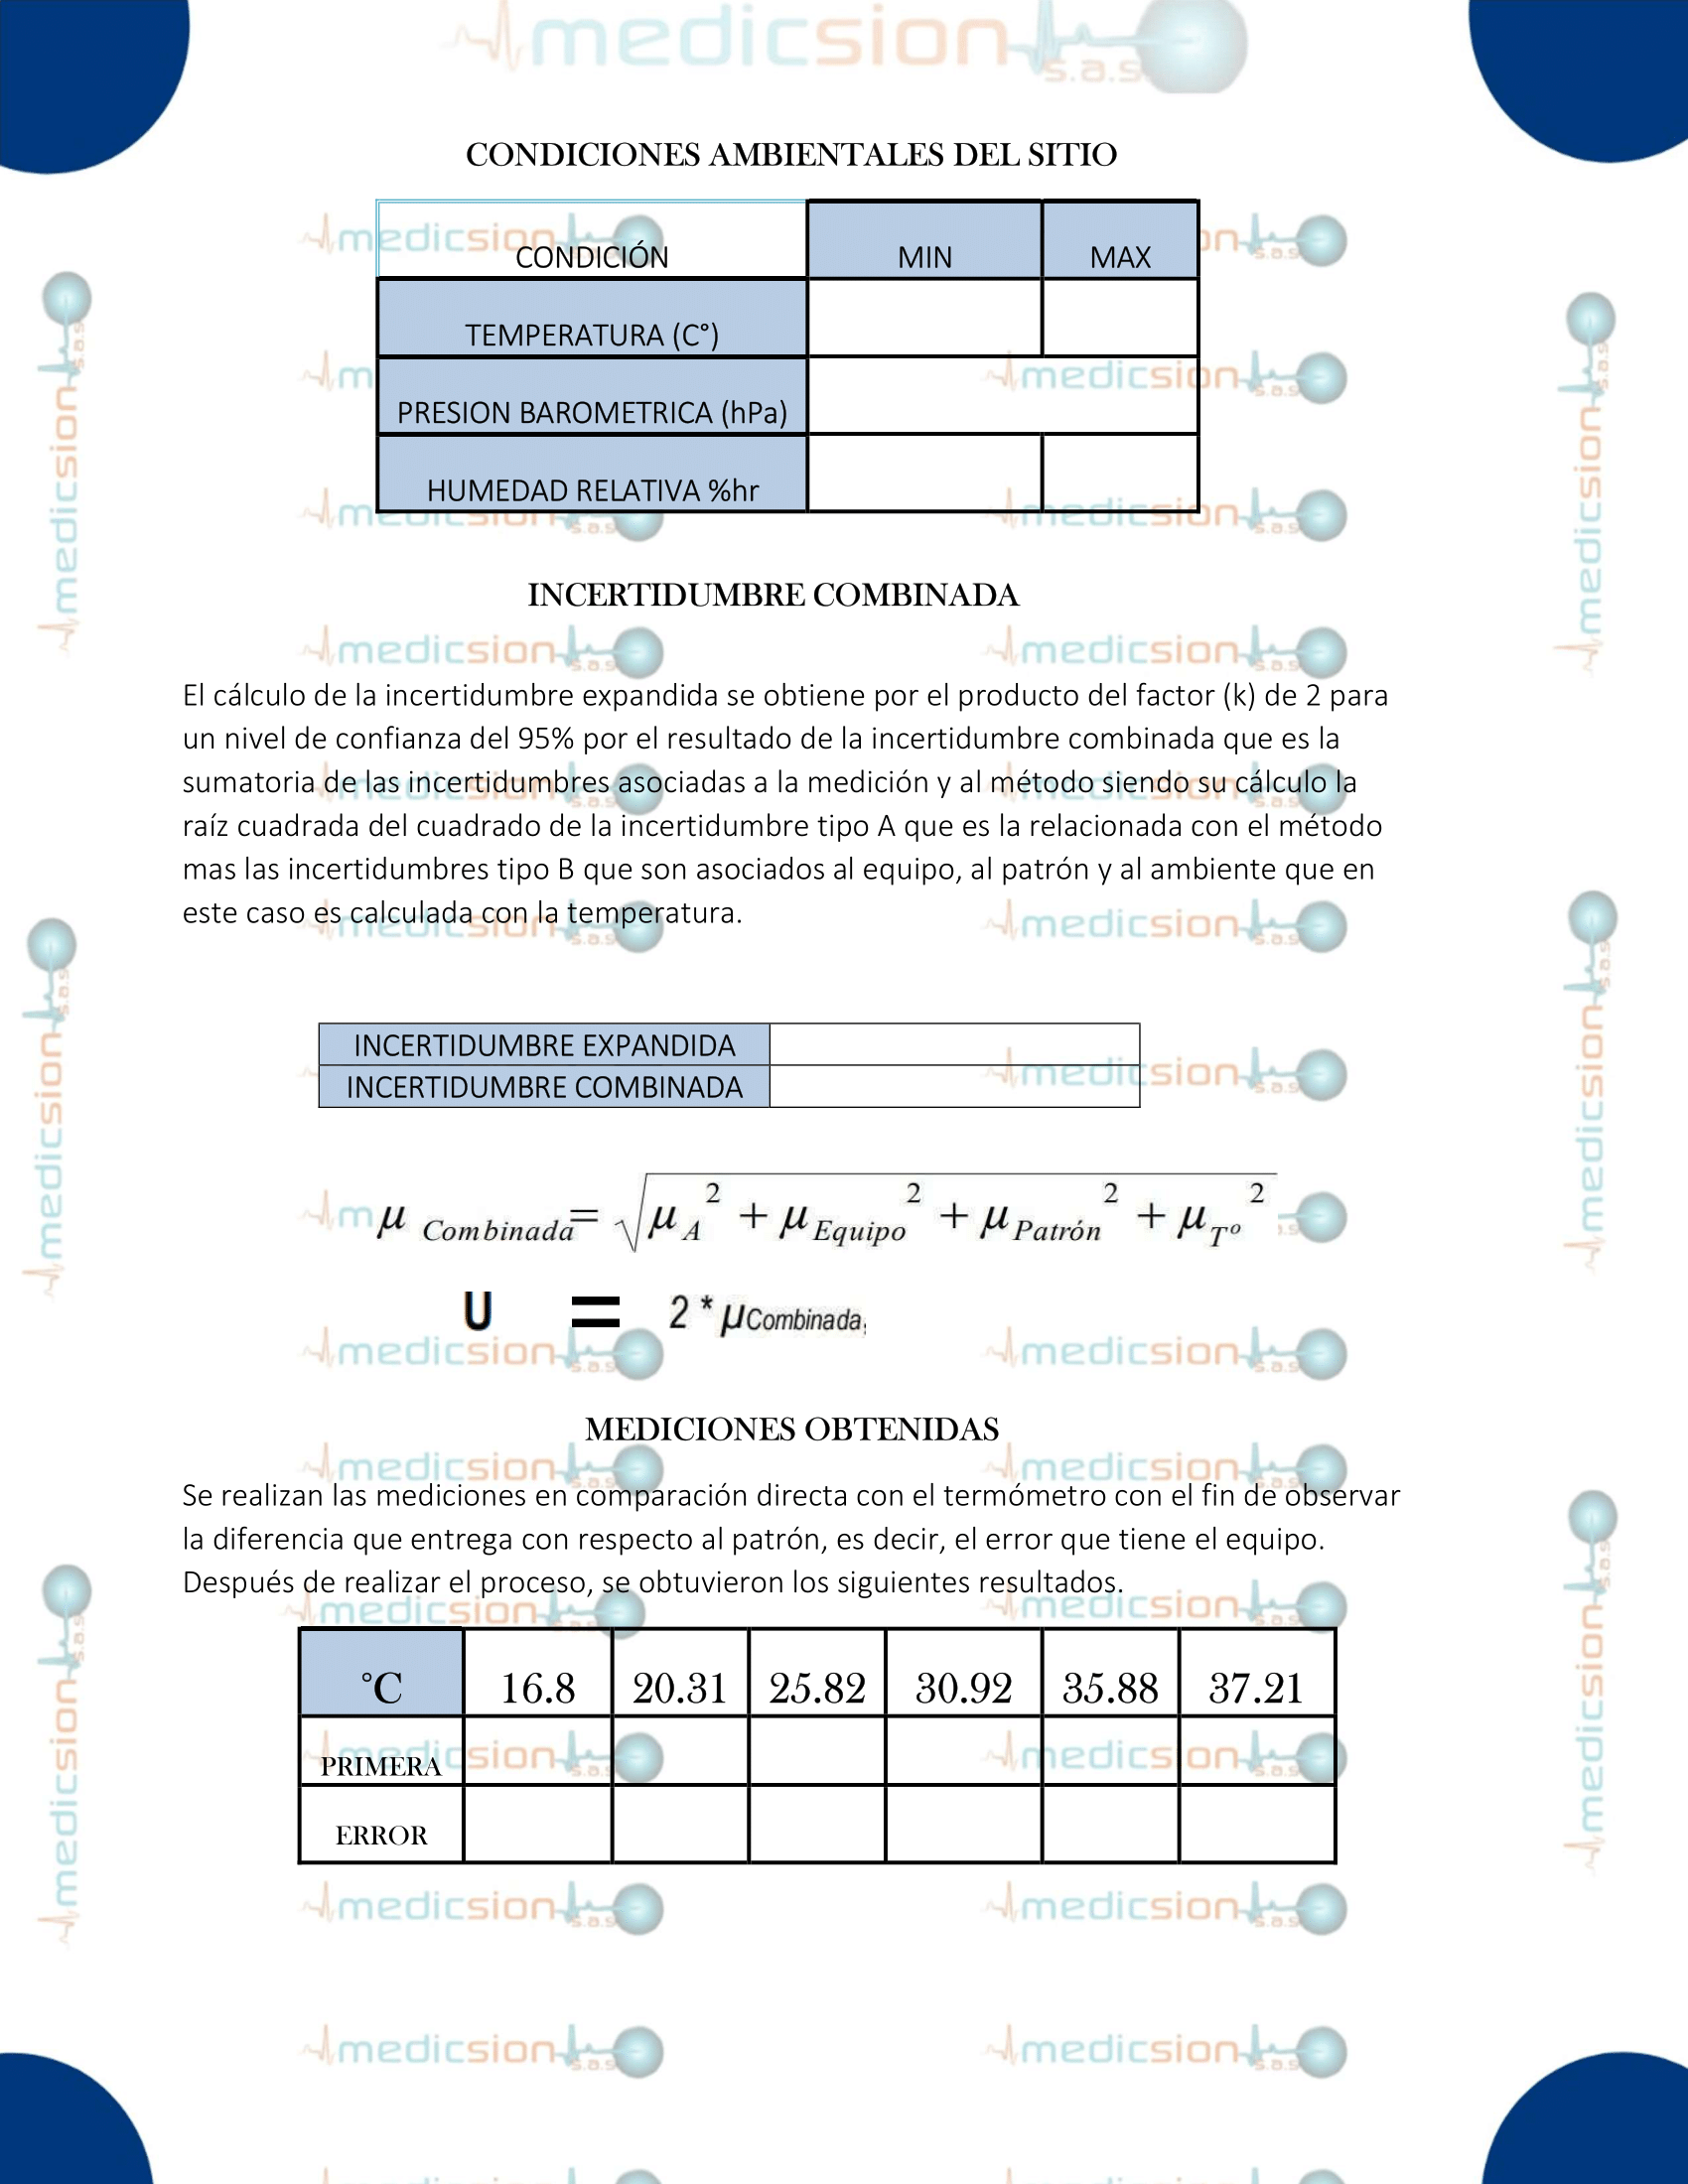 medicsion s.a.s
CONDICIONES AMBIENTALES DEL SITIO
CONDICIÓN MIN MAX
TEMPERATURA (C°)
PRESION BAROMETRICA (hPa)
HUMEDAD RELATIVA %hr
INCERTIDUMBRE COMBINADA
El cálculo de la incertidumbre expandida se obtiene por el producto del factor (k) de 2 para
un nivel de confianza del 95% por el resultado de la incertidumbre combinada que es la
sumatoria de las incertidumbres asociadas a la medición y al método siendo su cálculo la
raíz cuadrada del cuadrado de la incertidumbre tipo A que es la relacionada con el método
mas las incertidumbres tipo B que son asociados al equipo, al patrón y al ambiente que en
este caso es calculada con la temperatura.
INCERTIDUMBRE EXPANDIDA
INCERTIDUMBRE COMBINADA
μ Combinada = √ μ A ² + μ Equipo ² + μ Patrón ² + μ Tº ²
U = 2 * μCombinada,
MEDICIONES OBTENIDAS
Se realizan las mediciones en comparación directa con el termómetro con el fin de observar
la diferencia que entrega con respecto al patrón, es decir, el error que tiene el equipo.
Después de realizar el proceso, se obtuvieron los siguientes resultados.
°C 16.8 20.31 25.82 30.92 35.88 37.21
PRIMERA
ERROR